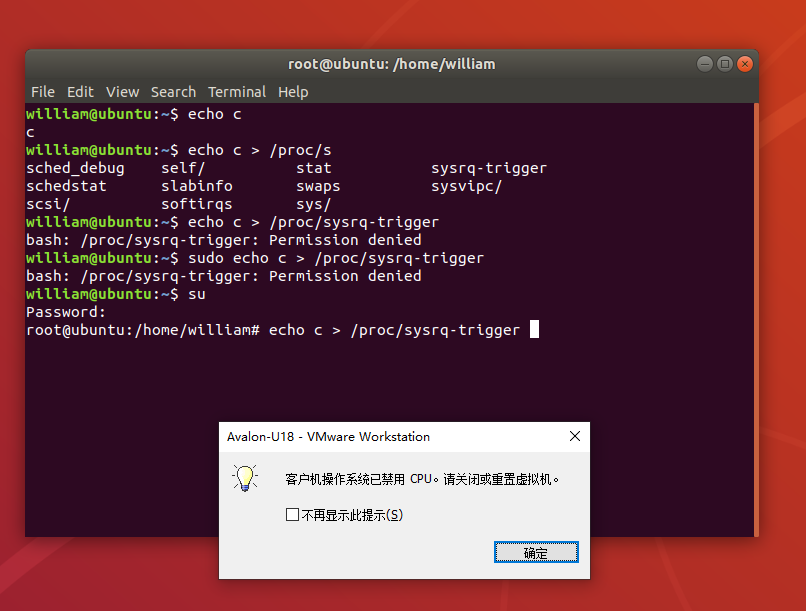 root@ubuntu: /home/william
File Edit View Search Terminal Help
william@ubuntu:~$ echo c
c
william@ubuntu:~$ echo c > /proc/s
sched_debug    self/          stat           sysrq-trigger
schedstat      slabinfo       swaps          sysvipc/
scsi/          softirqs       sys/
william@ubuntu:~$ echo c > /proc/sysrq-trigger
bash: /proc/sysrq-trigger: Permission denied
william@ubuntu:~$ sudo echo c > /proc/sysrq-trigger
bash: /proc/sysrq-trigger: Permission denied
william@ubuntu:~$ su
Password:
root@ubuntu:/home/william# echo c > /proc/sysrq-trigger
Avalon-U18 - VMware Workstation
客户机操作系统已禁用 CPU。请关闭或重置虚拟机。
不再显示此提示(S)
确定